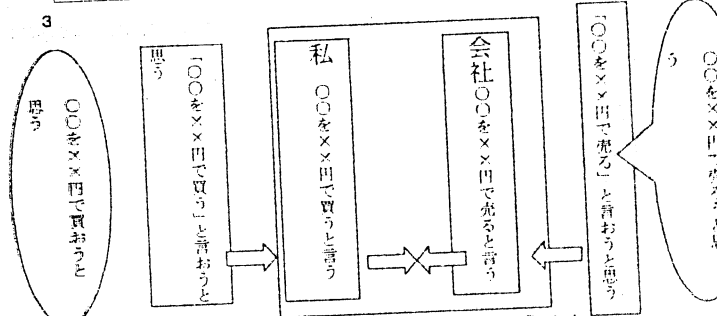 3
○○を××円で売ろうと思
う
「○○を××円で売る」と言おうと思う
会社 ○○を××円で売ると言う
私 ○○を××円で買うと言う
「○○を××円で買う」と言おうと
思う
○○を××円で買おうと
思う